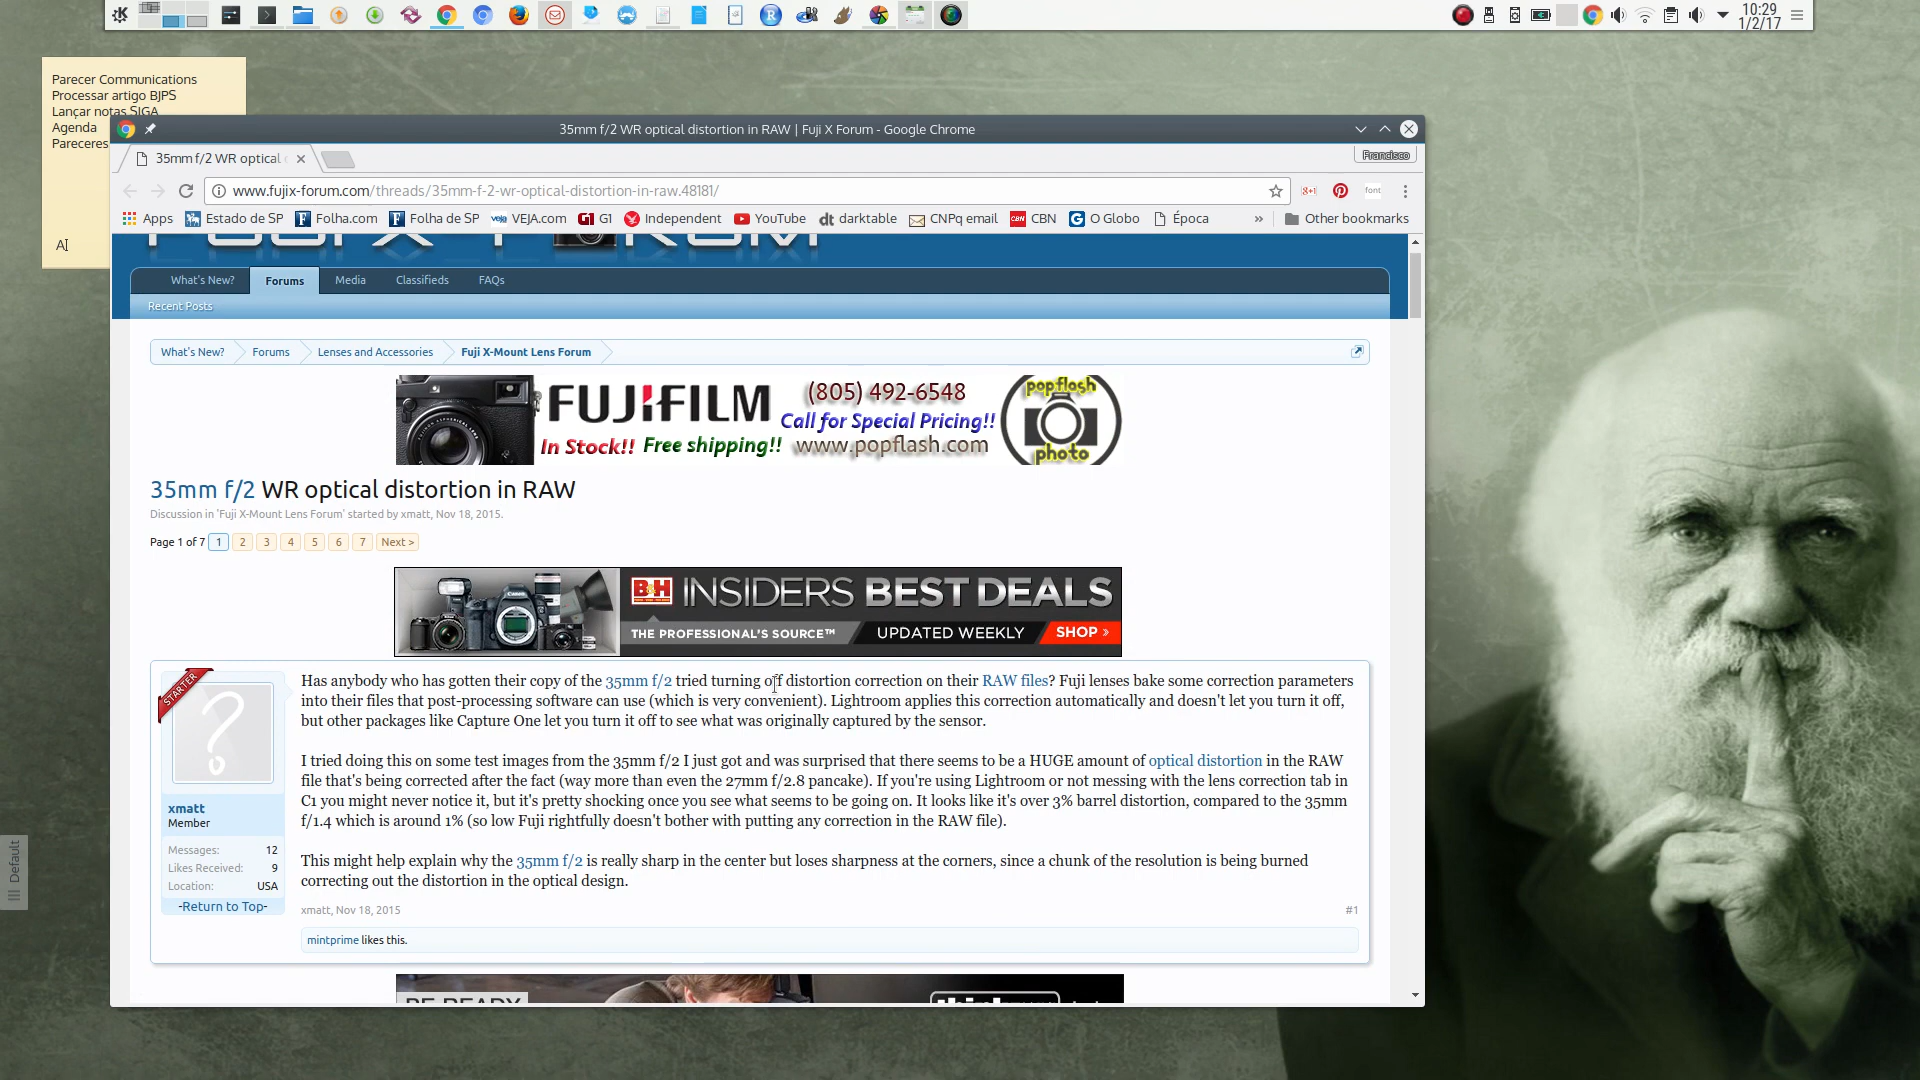 10:29
1/2/17
Parecer Communications
Processar artigo BJPS
Lançar notas SIGA
Agenda
Pareceres
A
35mm f/2 WR optical distortion in RAW | Fuji X Forum - Google Chrome
35mm f/2 WR optical
Francisco
www.fujix-forum.com/threads/35mm-f-2-wr-optical-distortion-in-raw.48181/
g+1
font
Apps Estado de SP Folha.com Folha de SP VEJA.com G1 Independent YouTube darktable CNPq email CBN O Globo Época » Other bookmarks
What's New? Forums Media Classifieds FAQs
Recent Posts
What's New? Forums Lenses and Accessories Fuji X-Mount Lens Forum
FUJIFILM
In Stock!! Free shipping!!
(805) 492-6548
Call for Special Pricing!!
www.popflash.com
popflash
photo
35mm f/2 WR optical distortion in RAW
Discussion in 'Fuji X-Mount Lens Forum' started by xmatt, Nov 18, 2015.
Page 1 of 7 1 2 3 4 5 6 7 Next >
B&H INSIDERS BEST DEALS
THE PROFESSIONAL'S SOURCE™ UPDATED WEEKLY SHOP »
STARTER
xmatt
Member
Messages: 12
Likes Received: 9
Location: USA
-Return to Top-
Has anybody who has gotten their copy of the 35mm f/2 tried turning off distortion correction on their RAW files? Fuji lenses bake some correction parameters
into their files that post-processing software can use (which is very convenient). Lightroom applies this correction automatically and doesn't let you turn it off,
but other packages like Capture One let you turn it off to see what was originally captured by the sensor.
I tried doing this on some test images from the 35mm f/2 I just got and was surprised that there seems to be a HUGE amount of optical distortion in the RAW
file that's being corrected after the fact (way more than even the 27mm f/2.8 pancake). If you're using Lightroom or not messing with the lens correction tab in
C1 you might never notice it, but it's pretty shocking once you see what seems to be going on. It looks like it's over 3% barrel distortion, compared to the 35mm
f/1.4 which is around 1% (so low Fuji rightfully doesn't bother with putting any correction in the RAW file).
This might help explain why the 35mm f/2 is really sharp in the center but loses sharpness at the corners, since a chunk of the resolution is being burned
correcting out the distortion in the optical design.
xmatt, Nov 18, 2015 #1
mintprime likes this.
BE READY
Default